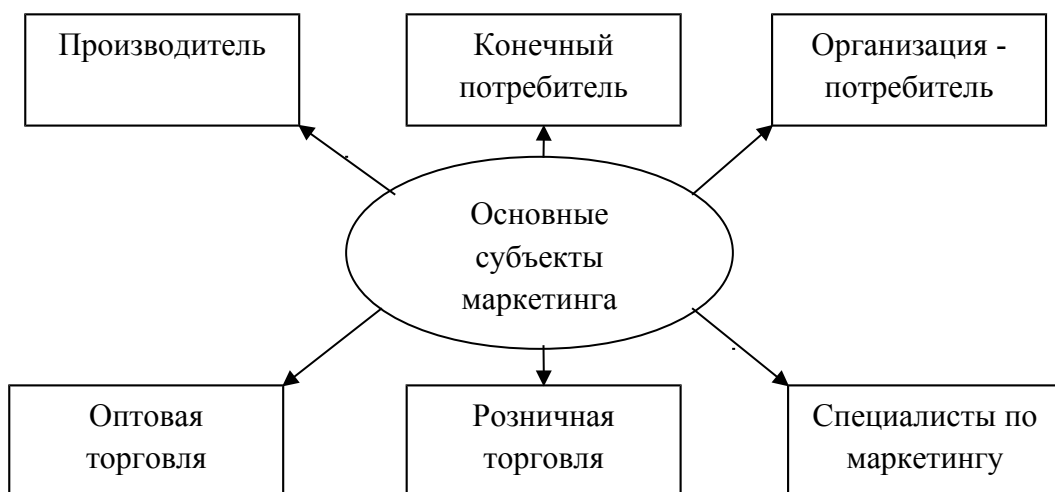 Производитель
Конечный
потребитель
Организация -
потребитель
Основные
субъекты
маркетинга
Оптовая
торговля
Розничная
торговля
Специалисты по
маркетингу